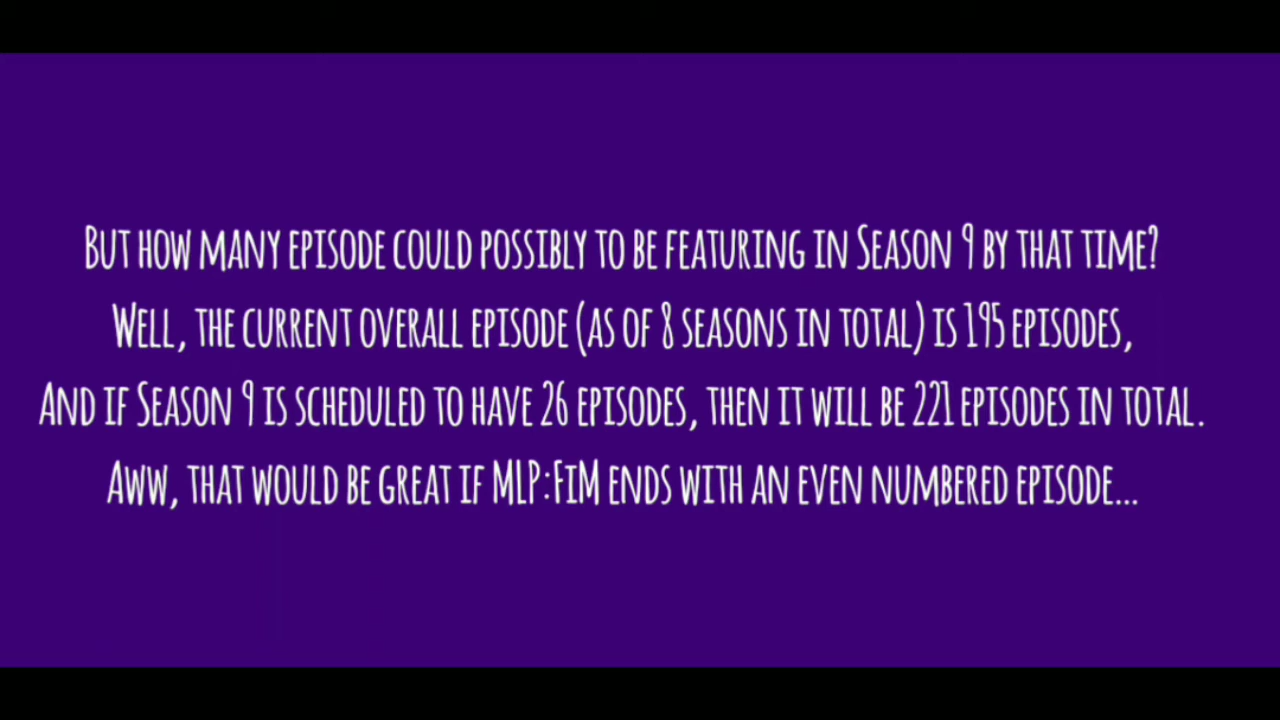 But how many episode could possibly to be featuring in Season 9 by that time?
Well, the current overall episode (as of 8 seasons in total) is 195 episodes,
And if Season 9 is scheduled to have 26 episodes, then it will be 221 episodes in total.
Aww, that would be great if MLP:FiM ends with an even numbered episode...